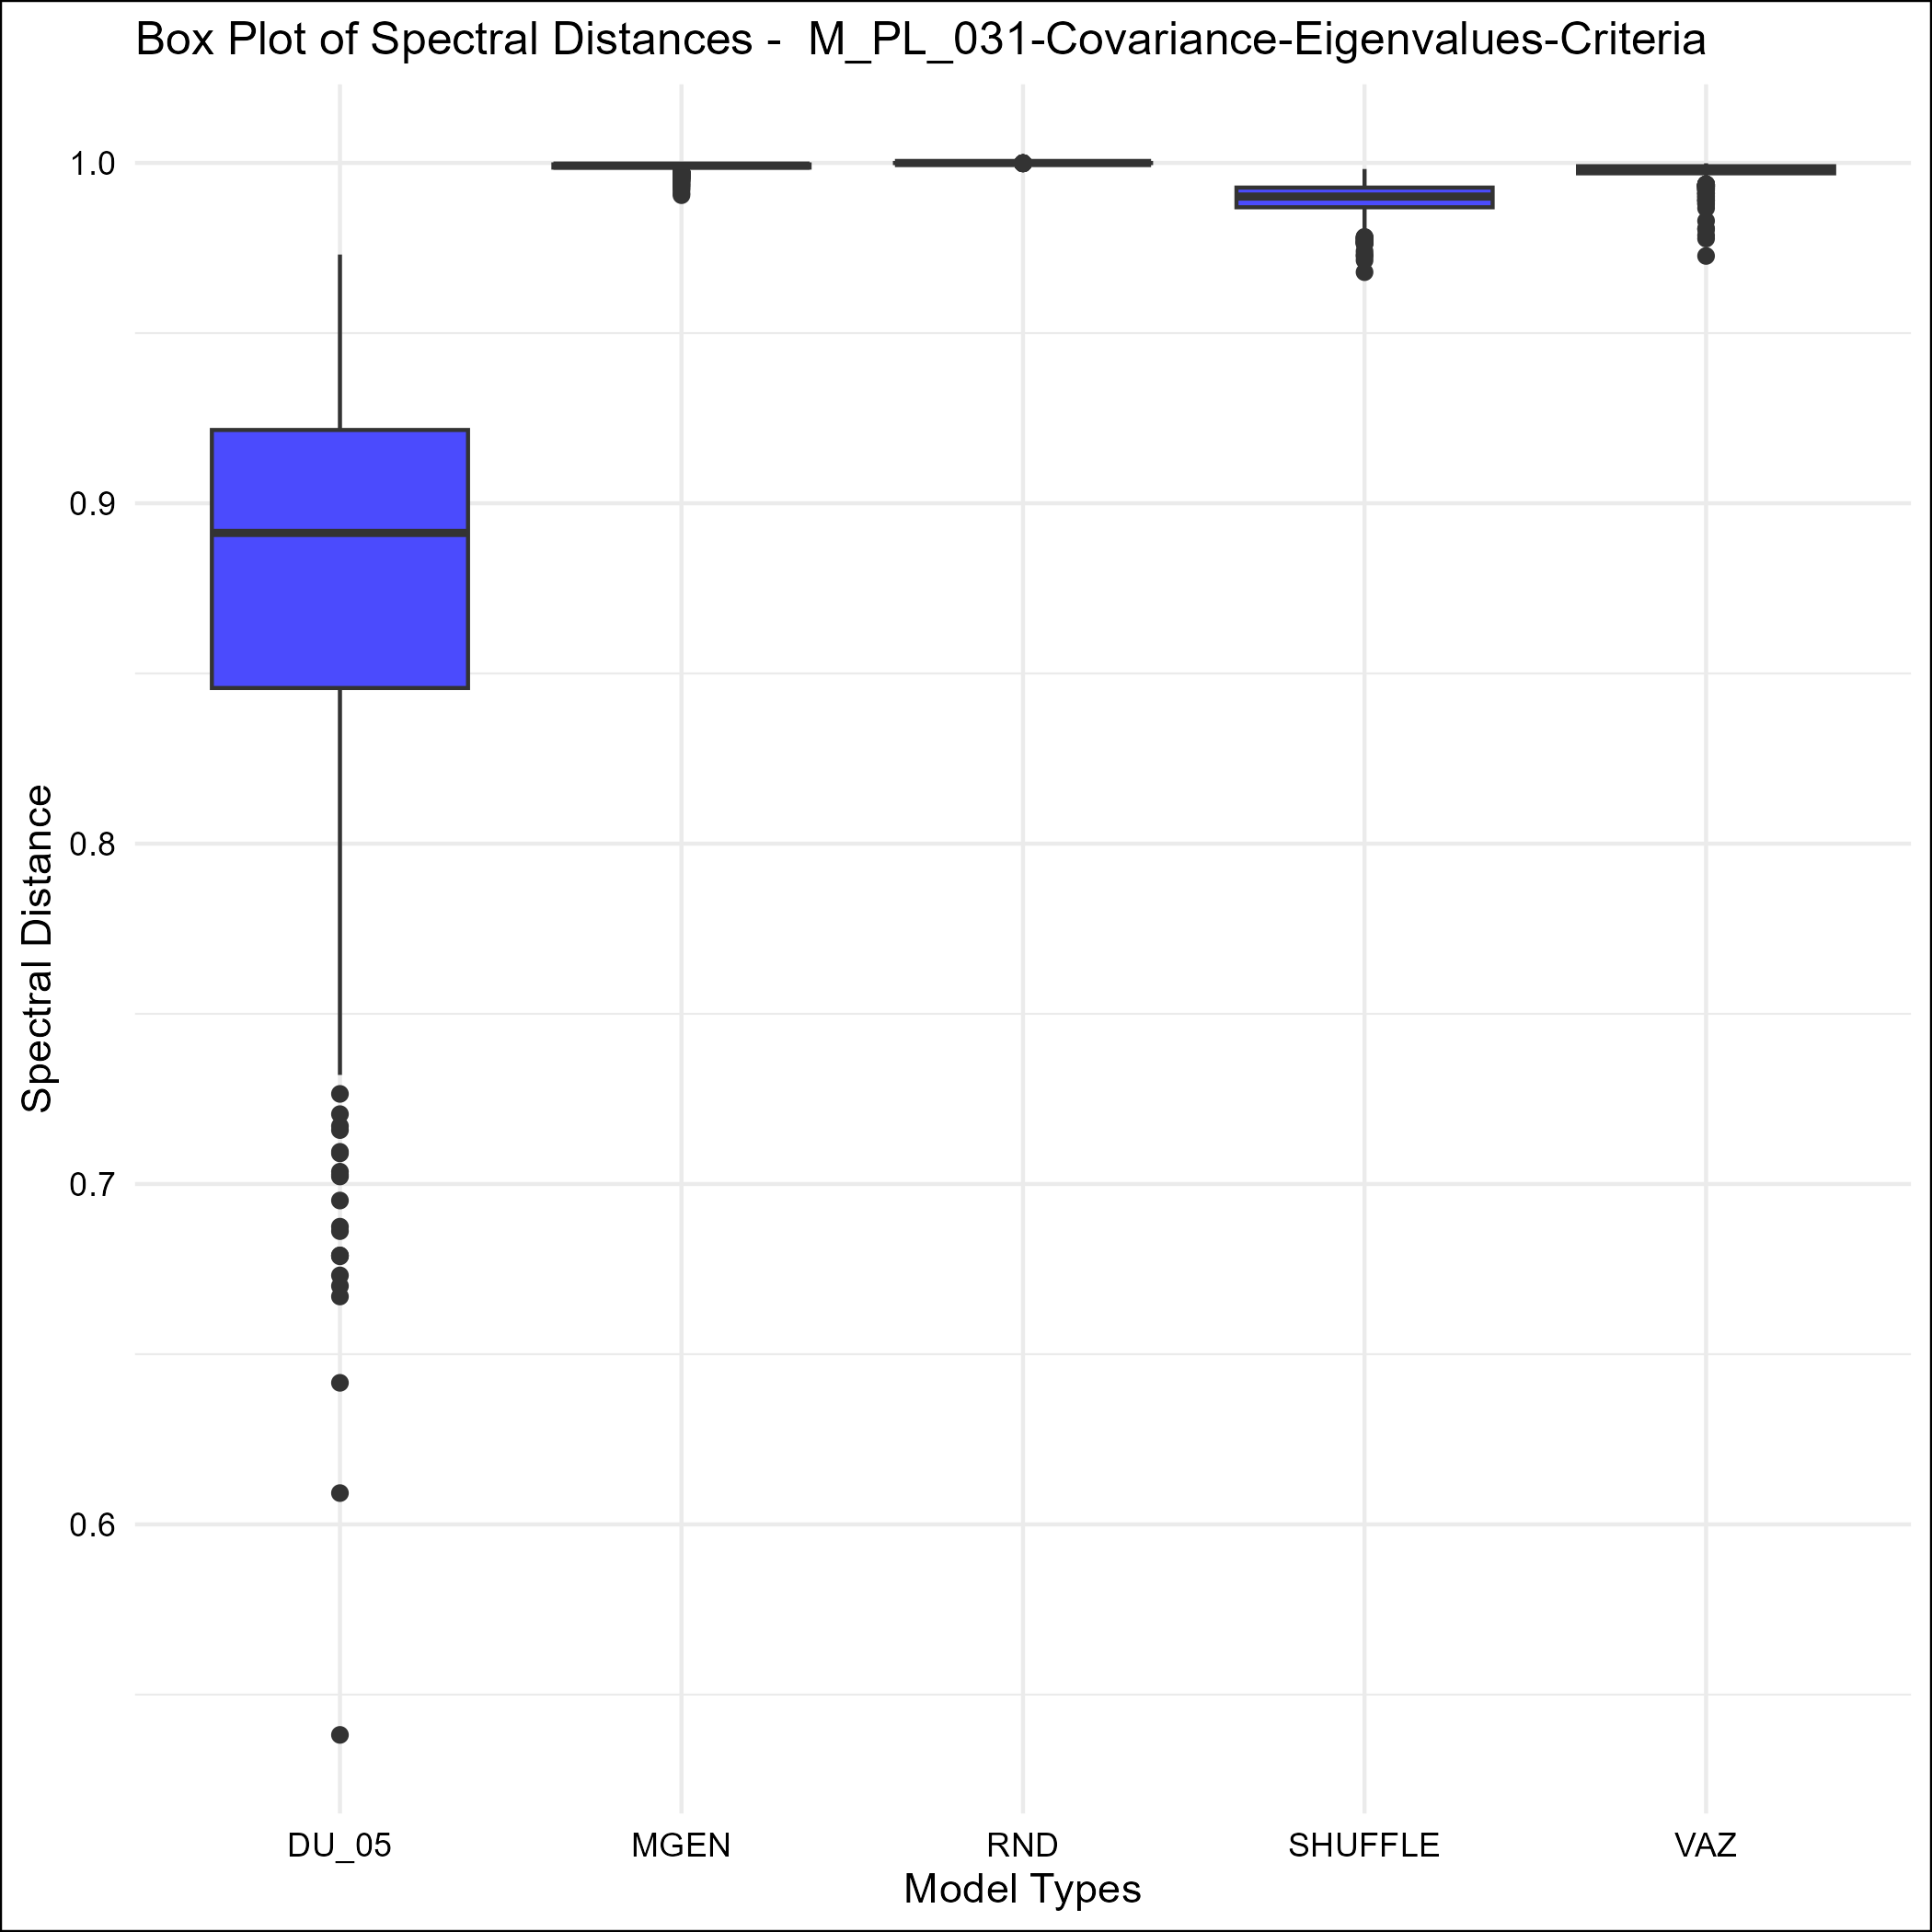 Box Plot of Spectral Distances -  M_PL_031-Covariance-Eigenvalues-Criteria
Spectral Distance
1.0
0.9
0.8
0.7
0.6
DU_05
MGEN
RND
SHUFFLE
VAZ
Model Types